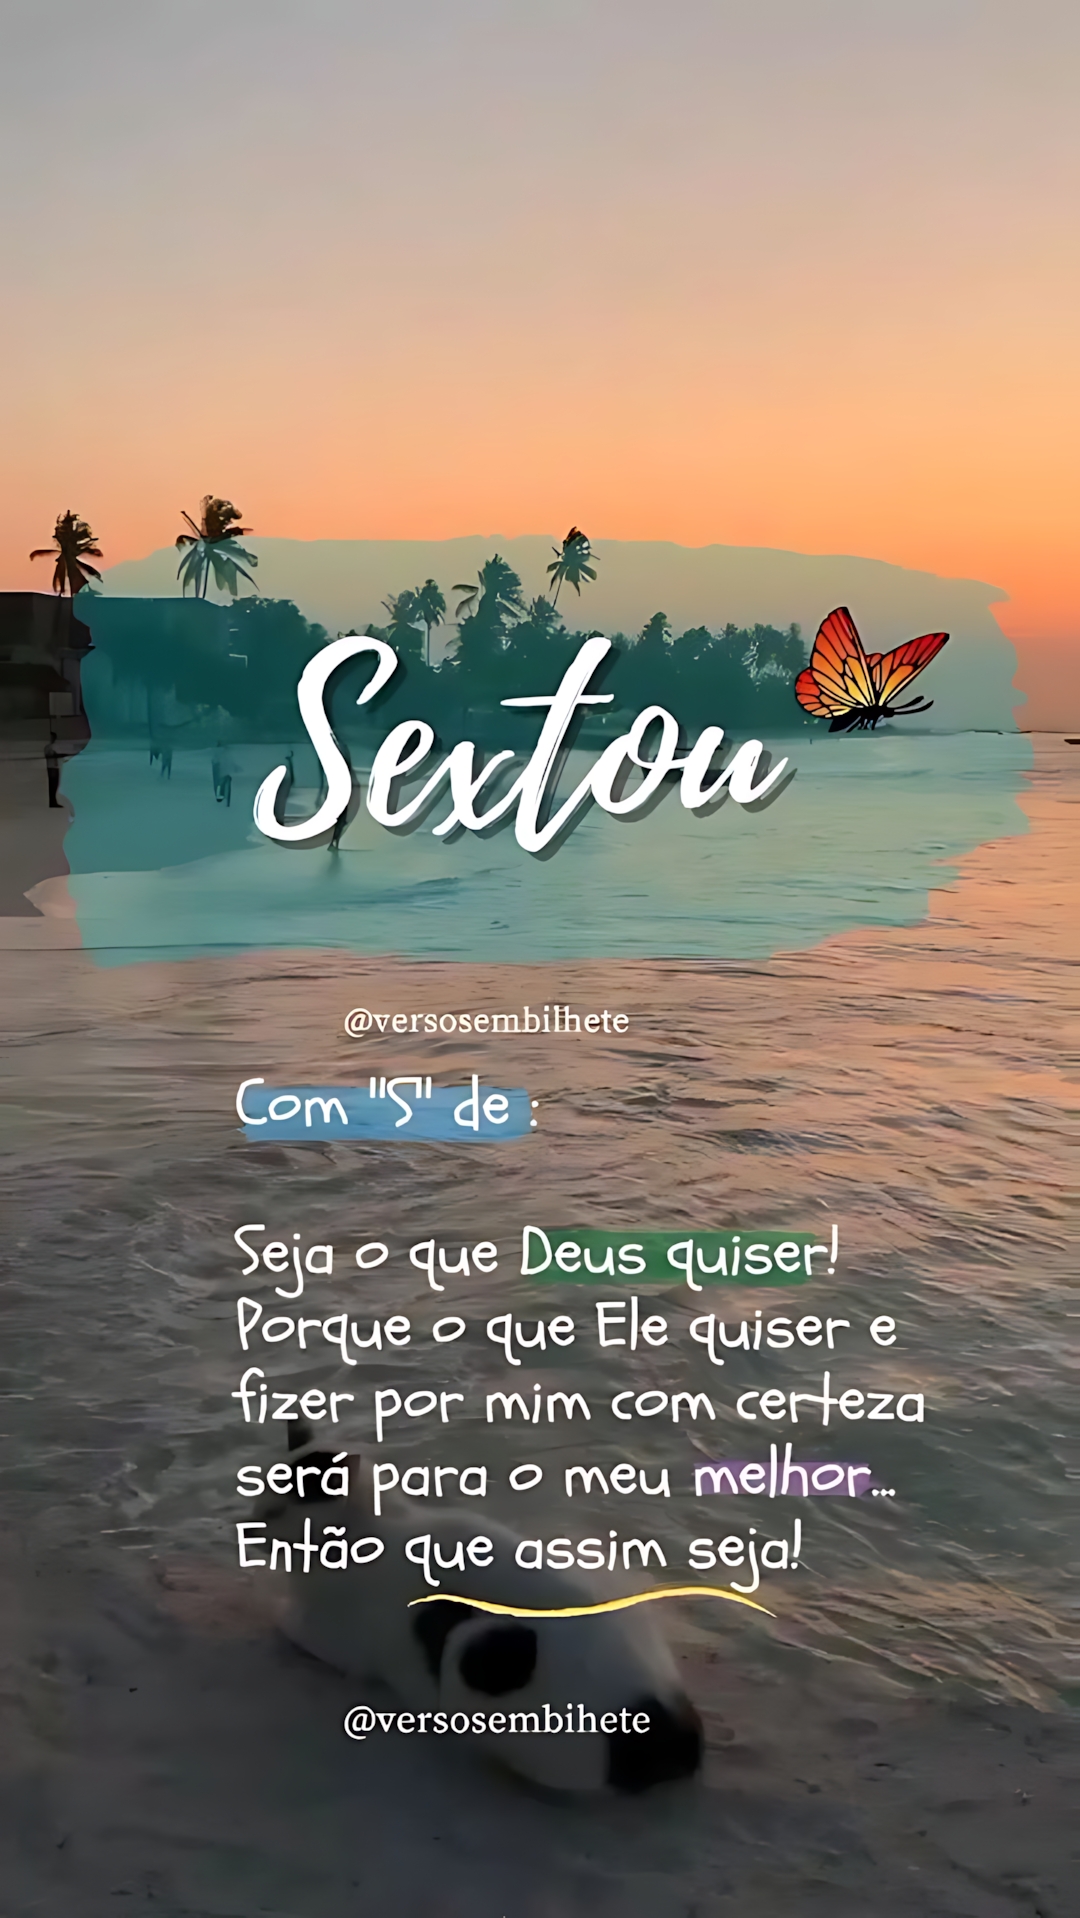 Sextou
@versosembilhete
Com "S" de :
Seja o que Deus quiser!
Porque o que Ele quiser e
fizer por mim com certeza
será para o meu melhor...
Então que assim seja!
@versosembihete